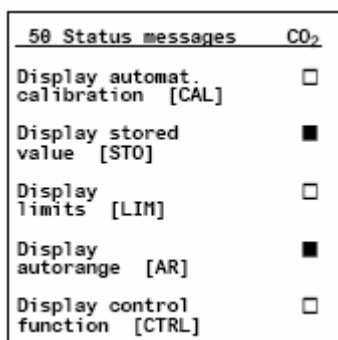 50 Status messages CO₂
Display automat. □
calibration [CAL]
Display stored ■
value [STO]
Display □
limits [LIM]
Display ■
autorange [AR]
Display control □
function [CTRL]